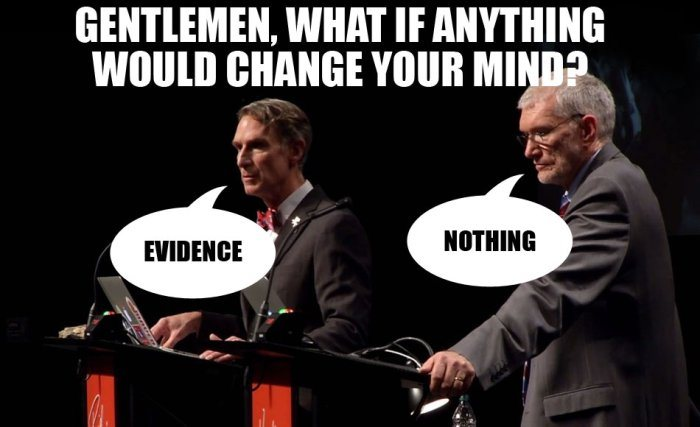 GENTLEMEN, WHAT IF ANYTHING
WOULD CHANGE YOUR MIND?
EVIDENCE
NOTHING